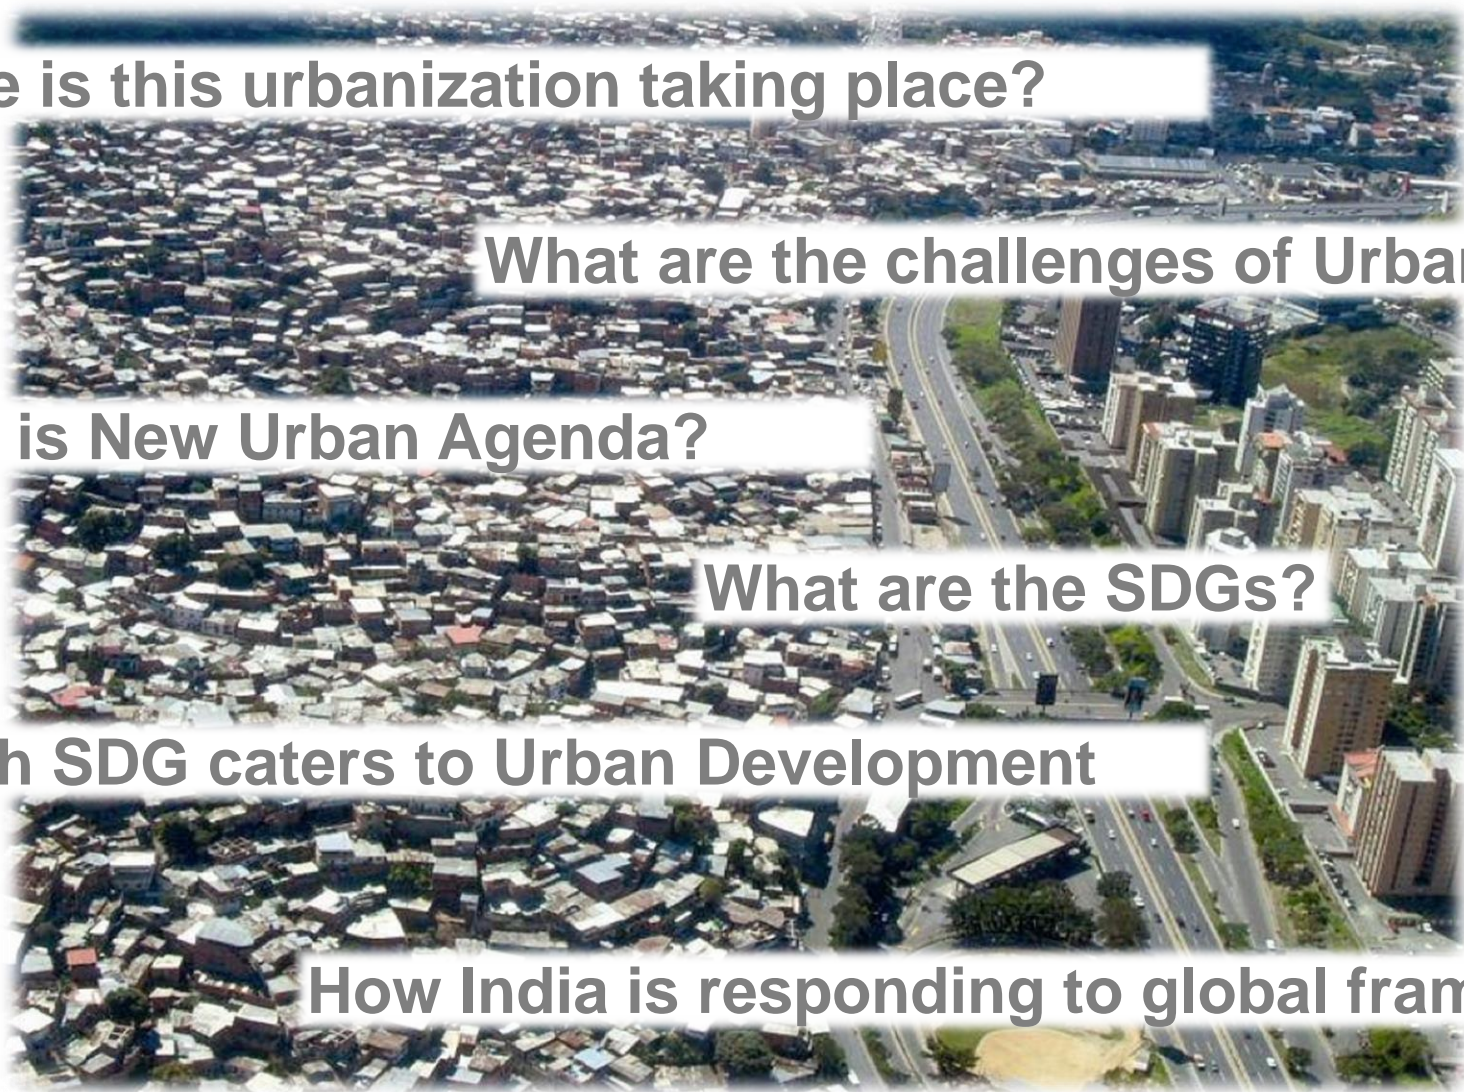 e is this urbanization taking place?
What are the challenges of Urba
is New Urban Agenda?
What are the SDGs?
h SDG caters to Urban Development
How India is responding to global fram